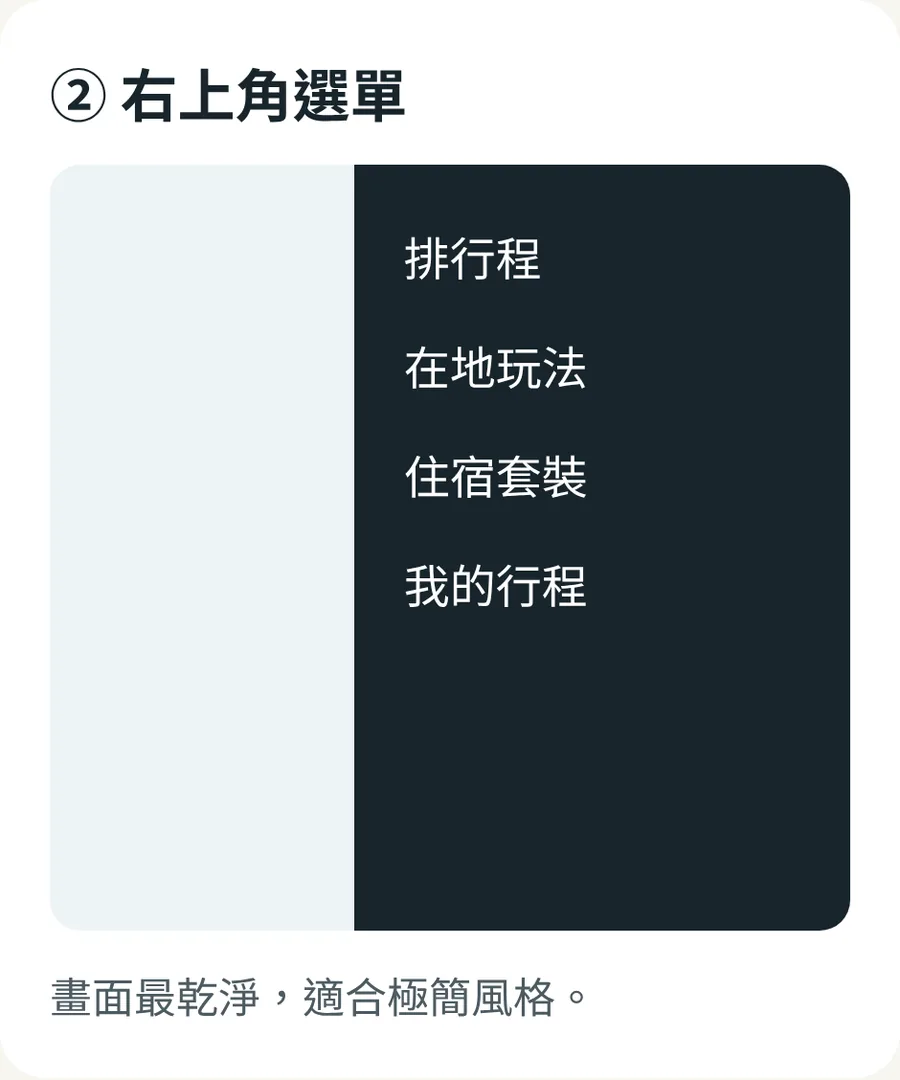 ② 右上角選單
排行程
在地玩法
住宿套裝
我的行程
畫面最乾淨，適合極簡風格。